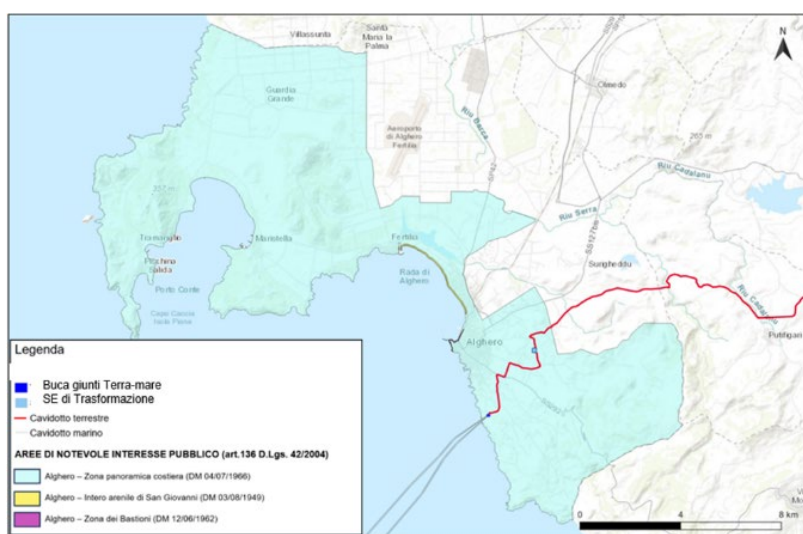 Villassunta
Santa
Maria la
Palma
N
Guardia
Grande
Olmedo
Riu Barca
Aeroporto
di Alghero
Fertilia
265 m
Riu Serra
Fertilia
Maristella
Tramariglio
Porto Conte
Rada di
Alghero
Surigheddu
SS127bis
Putifigari
Capo Caccia
Alghero
Legenda
Buca giunti Terra-mare
SE di Trasformazione
Cavidotto terrestre
Cavidotto marino
AREE DI NOTEVOLE INTERESSE PUBBLICO (art.136 D.Lgs. 42/2004)
Alghero – Zona panoramica costiera (DM 04/07/1966)
Alghero – Intero arenile di San Giovanni (DM 03/08/1949)
Alghero – Zona dei Bastioni (DM 12/06/1962)
0 4 8 km